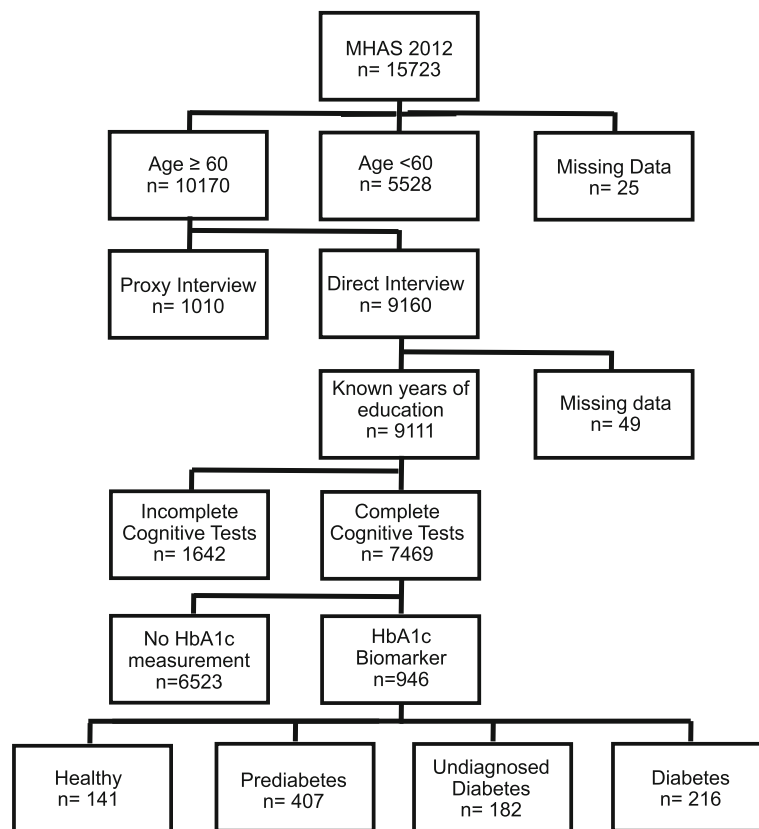 MHAS 2012
n= 15723
Age ≥ 60
n= 10170
Age <60
n= 5528
Missing Data
n= 25
Proxy Interview
n= 1010
Direct Interview
n= 9160
Known years of
education
n= 9111
Missing data
n= 49
Incomplete
Cognitive Tests
n= 1642
Complete
Cognitive Tests
n= 7469
No HbA1c
measurement
n=6523
HbA1c
Biomarker
n=946
Healthy
n= 141
Prediabetes
n= 407
Undiagnosed
Diabetes
n= 182
Diabetes
n= 216